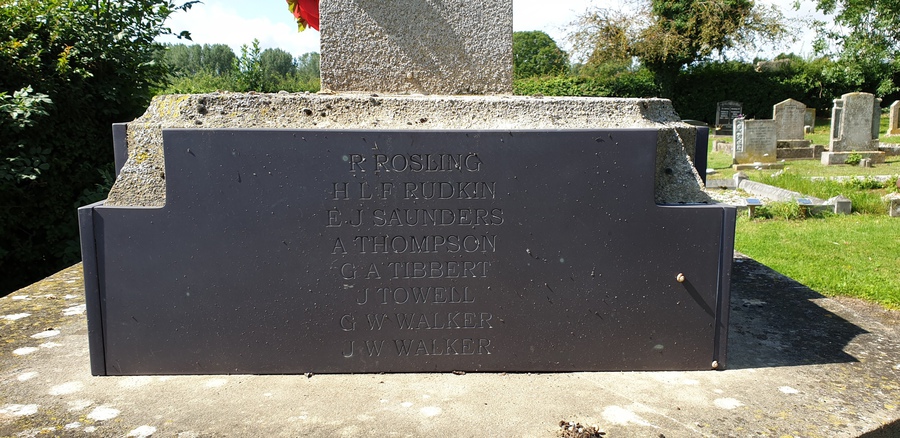 R ROSLING
H L F RUDKIN
E J SAUNDERS
A THOMPSON
G A TIBBERT
J TOWELL
G W WALKER
J W WALKER